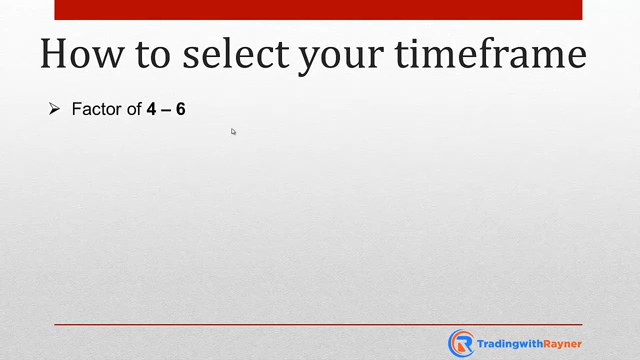 How to select your timeframe
Factor of 4 – 6
TradingwithRayner